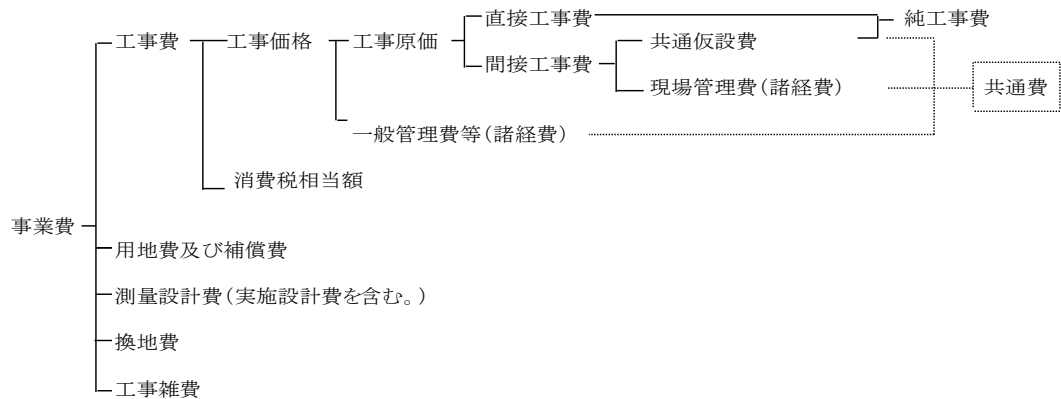 直接工事費 純工事費
工事費 工事価格 工事原価 共通仮設費
間接工事費
現場管理費(諸経費) 共通費
一般管理費等(諸経費)
消費税相当額
事業費
用地費及び補償費
測量設計費(実施設計費を含む。)
換地費
工事雑費